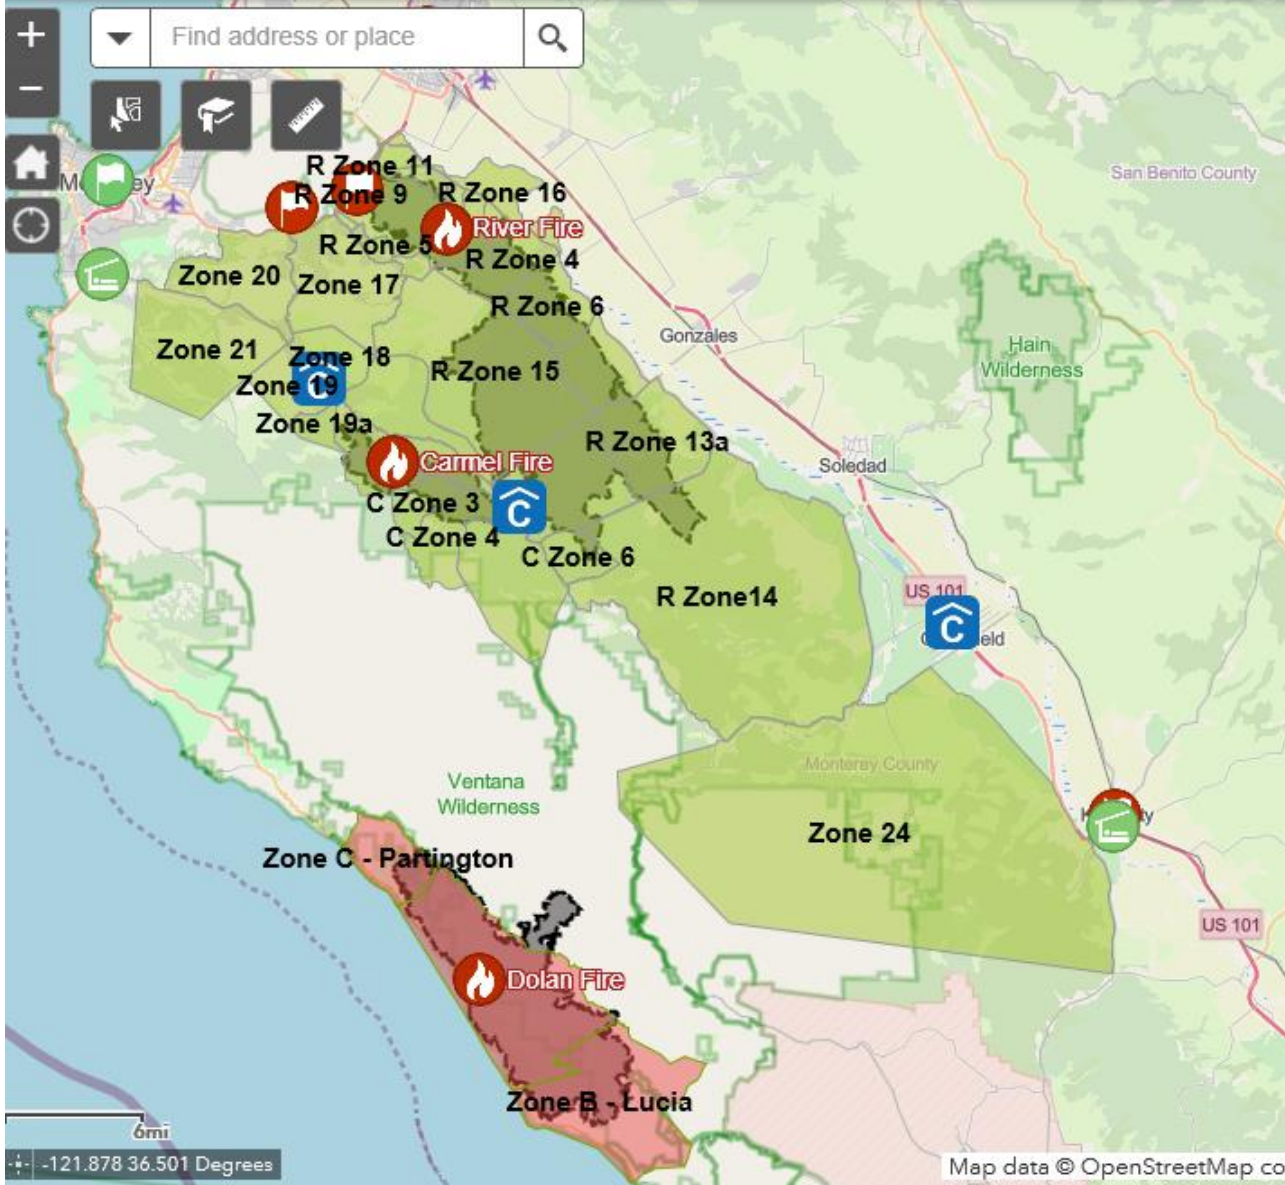 Find address or place
San Benito County
R Zone 11
R Zone 9
R Zone 16
River Fire
R Zone 5
R Zone 4
Zone 20
Zone 17
R Zone 6
Gonzales
Hain
Wilderness
Zone 21
Zone 18
R Zone 15
Zone 19
Zone 19a
R Zone 13a
Carmel Fire
Soledad
C Zone 3
C Zone 4
C Zone 6
R Zone14
US 101
C
C
C
Monterey County
Ventana
Wilderness
Zone 24
Zone C - Partington
US 101
Dolan Fire
Zone B - Lucia
6mi
-121.878 36.501 Degrees
Map data © OpenStreetMap co